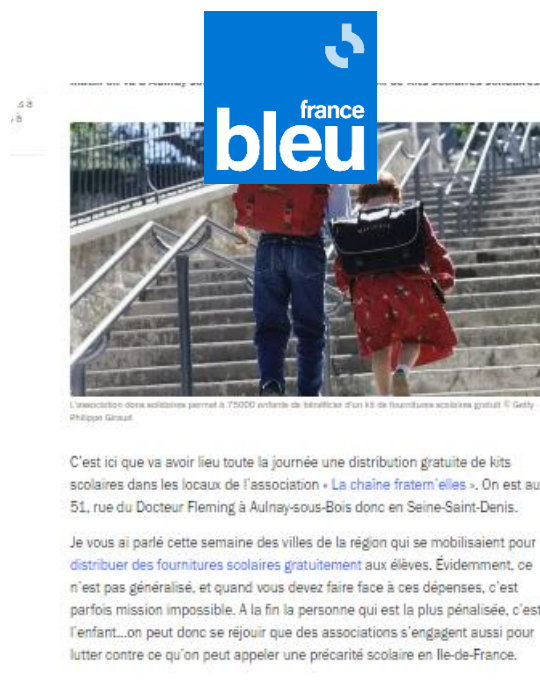 france
bleu
s à
à
L'association dons solidaires permet à 75000 enfants de bénéficier d'un kit de fournitures scolaires gratuit © Getty -
Philippe Giraud
C'est ici que va avoir lieu toute la journée une distribution gratuite de kits
scolaires dans les locaux de l'association « La chaîne fratern'elles ». On est au
51, rue du Docteur Fleming à Aulnay-sous-Bois donc en Seine-Saint-Denis.
Je vous ai parlé cette semaine des villes de la région qui se mobilisaient pour
distribuer des fournitures scolaires gratuitement aux élèves. Évidemment, ce
n'est pas généralisé, et quand vous devez faire face à ces dépenses, c'est
parfois mission impossible. A la fin la personne qui est la plus pénalisée, c'est
l'enfant...on peut donc se réjouir que des associations s'engagent aussi pour
lutter contre ce qu'on peut appeler une précarité scolaire en Ile-de-France.